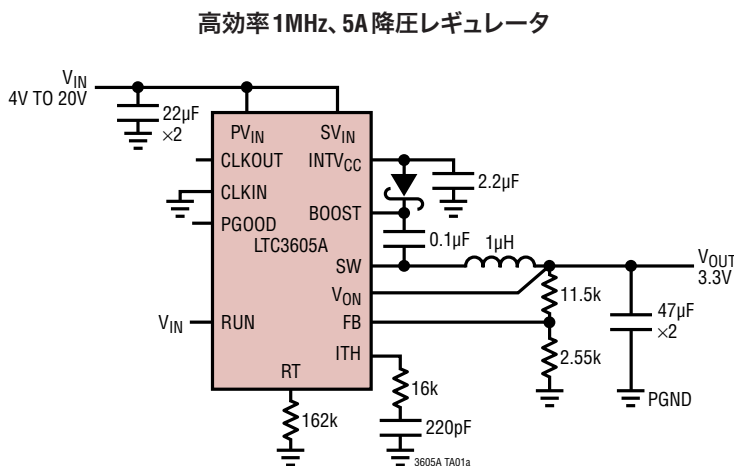 高効率1MHz、5A降圧レギュレータ
VIN
4V TO 20V
22µF
×2
PVIN
SVIN
CLKOUT
INTVCC
CLKIN
2.2µF
BOOST
PGOOD
LTC3605A
0.1µF
1µH
SW
VOUT
3.3V
VON
11.5k
47µF
×2
VIN
RUN
FB
2.55k
ITH
RT
16k
PGND
162k
220pF
3605A TA01a